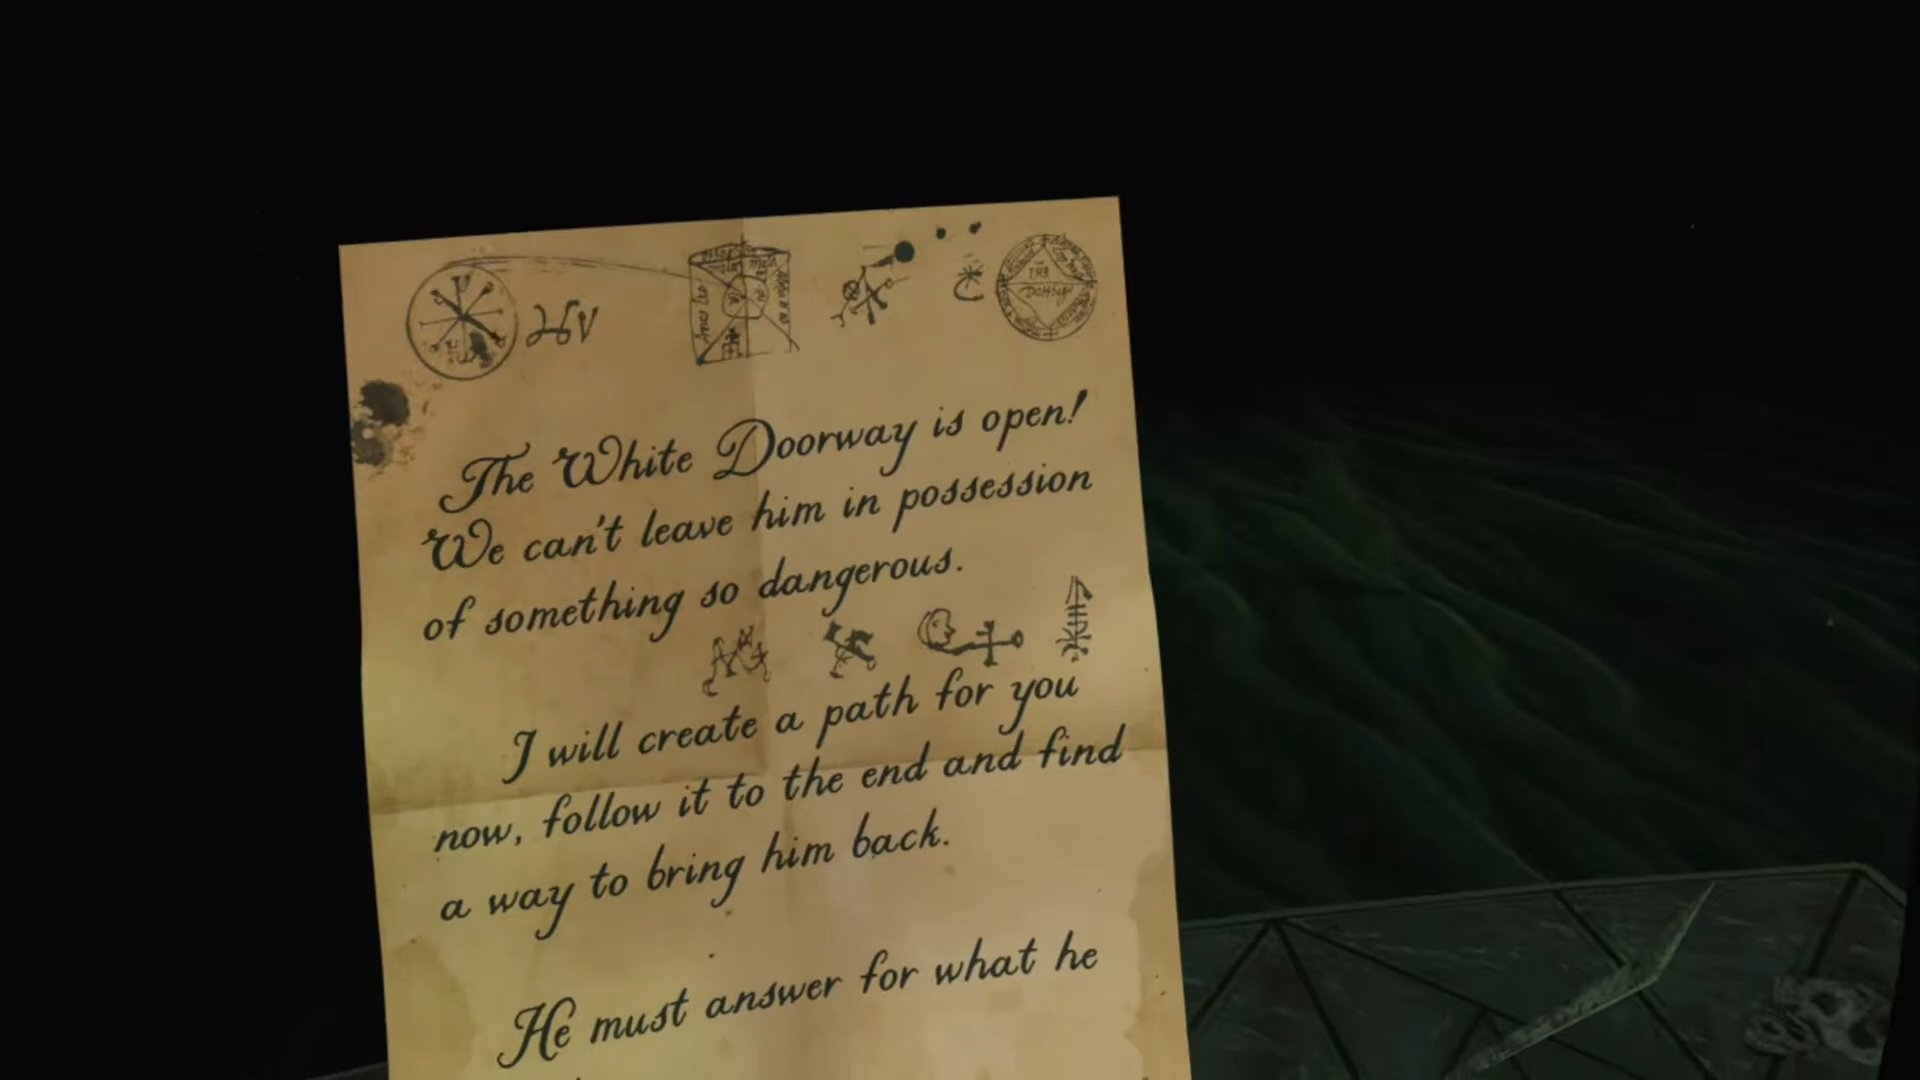 The White Doorway is open!
We can't leave him in possession
of something so dangerous.
I will create a path for you
now, follow it to the end and find
a way to bring him back.
He must answer for what he